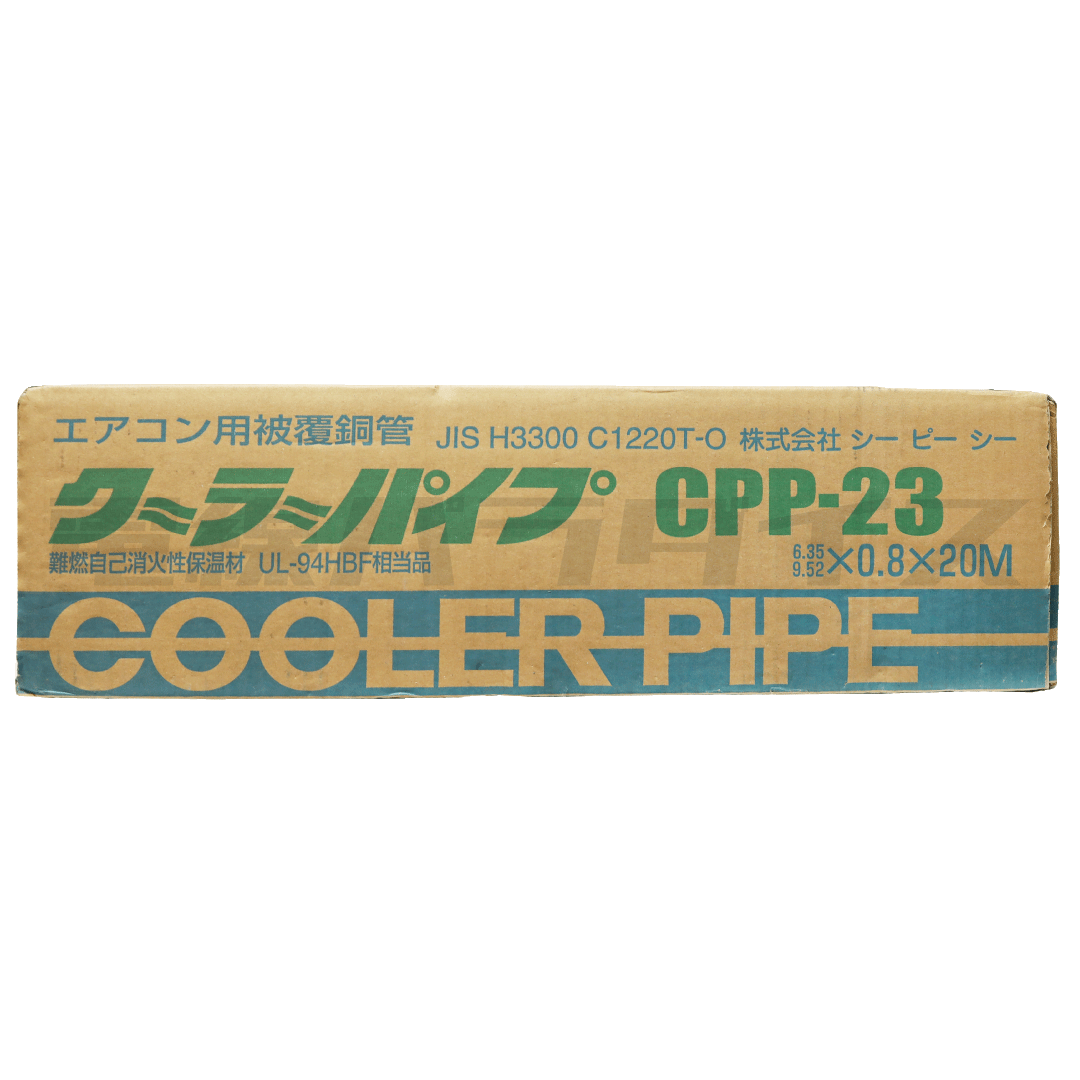 エアコン用被覆銅管 JIS H3300 C1220T-O 株式会社 シー ピー シー
クーラーパイプ CPP-23
難燃自己消火性保温材 UL-94HBF相当品
6.35
9.52 ×0.8×20M
COOLER PIPE